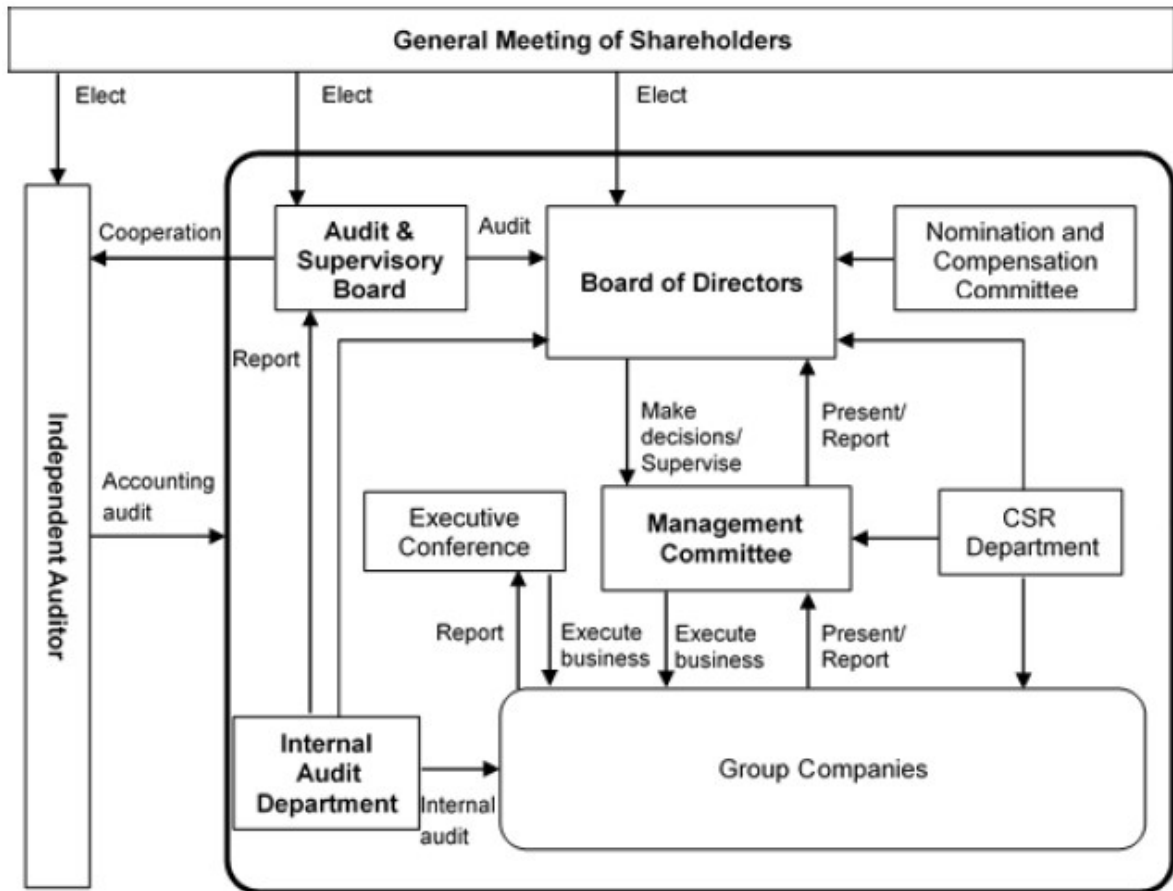 General Meeting of Shareholders
Elect
Elect
Elect
Cooperation
Audit &
Supervisory
Board
Audit
Board of Directors
Nomination and
Compensation
Committee
Report
Make
decisions/
Supervise
Present/
Report
Independent Auditor
Accounting
audit
Executive
Conference
Management
Committee
CSR
Department
Report
Execute
business
Execute
business
Present/
Report
Internal
Audit
Department
Internal
audit
Group Companies